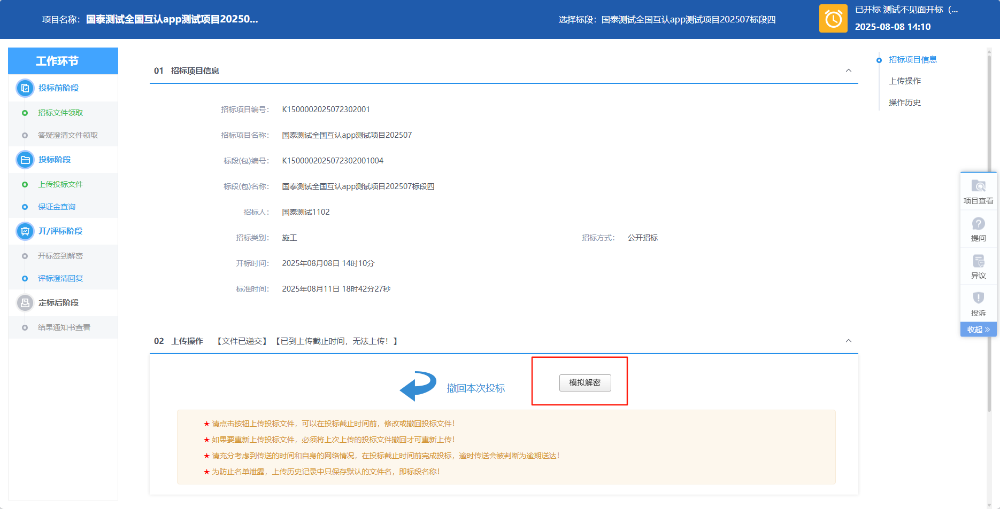 项目名称：国泰测试全国互认app测试项目20250...
选择标段：国泰测试全国互认app测试项目202507标段四
已开标 测试不见面开标（...
2025-08-08 14:10
工作环节
投标前阶段
招标文件领取
答疑澄清文件领取
投标阶段
上传投标文件
保证金查询
开/评标阶段
开标签到解密
评标澄清回复
定标后阶段
结果通知书查看
01 招标项目信息
招标项目编号： K1500002025072302001
招标项目名称： 国泰测试全国互认app测试项目202507
标段(包)编号： K1500002025072302001004
标段(包)名称： 国泰测试全国互认app测试项目202507标段四
招标人： 国泰测试1102
招标类别： 施工 招标方式： 公开招标
开标时间： 2025年08月08日 14时10分
标准时间： 2025年08月11日 18时42分27秒
02 上传操作 【文件已递交】【已到上传截止时间，无法上传！】
撤回本次投标
模拟解密
★请点击按钮上传投标文件，可以在投标截止时间前，修改或撤回投标文件！
★如果要重新上传投标文件，必须将上次上传的投标文件撤回才可重新上传！
★请充分考虑到传送的时间和自身的网络情况，在投标截止时间前完成投标，逾时传送会被判断为逾期送达！
★为防止名单泄露，上传历史记录中只保存默认的文件名，即标段名称！
招标项目信息
上传操作
操作历史
项目查看
提问
异议
投诉
收起 »